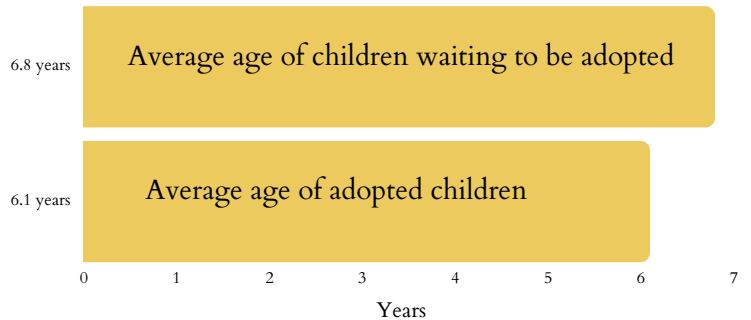 6.8 years
Average age of children waiting to be adopted
6.1 years
Average age of adopted children
0 1 2 3 4 5 6 7
Years